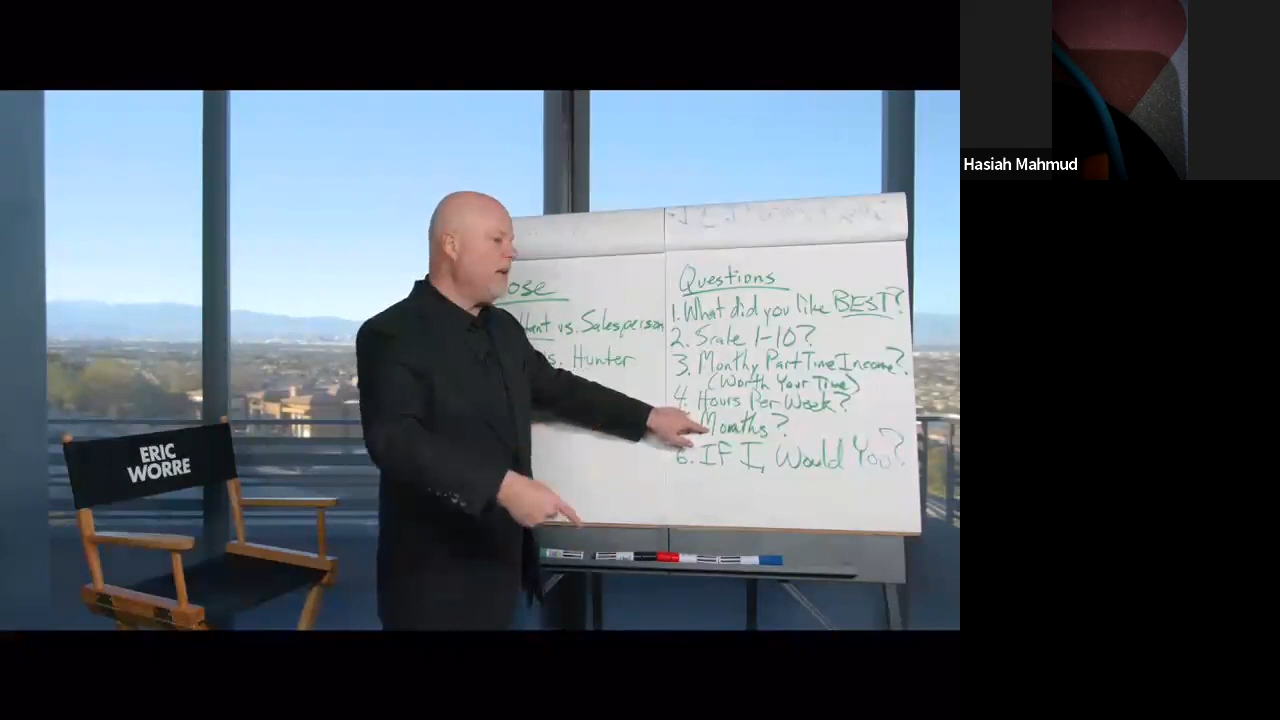 Hasiah Mahmud
ERIC
WORRE
ose
vs. Salesperson
s. Hunter
Questions
1. What did you like BEST?
2. Scale 1-10?
3. Monthy Part Time Income?
(Worth Your Time)
4. Hours Per Week?
Months?
6. If I, Would You?